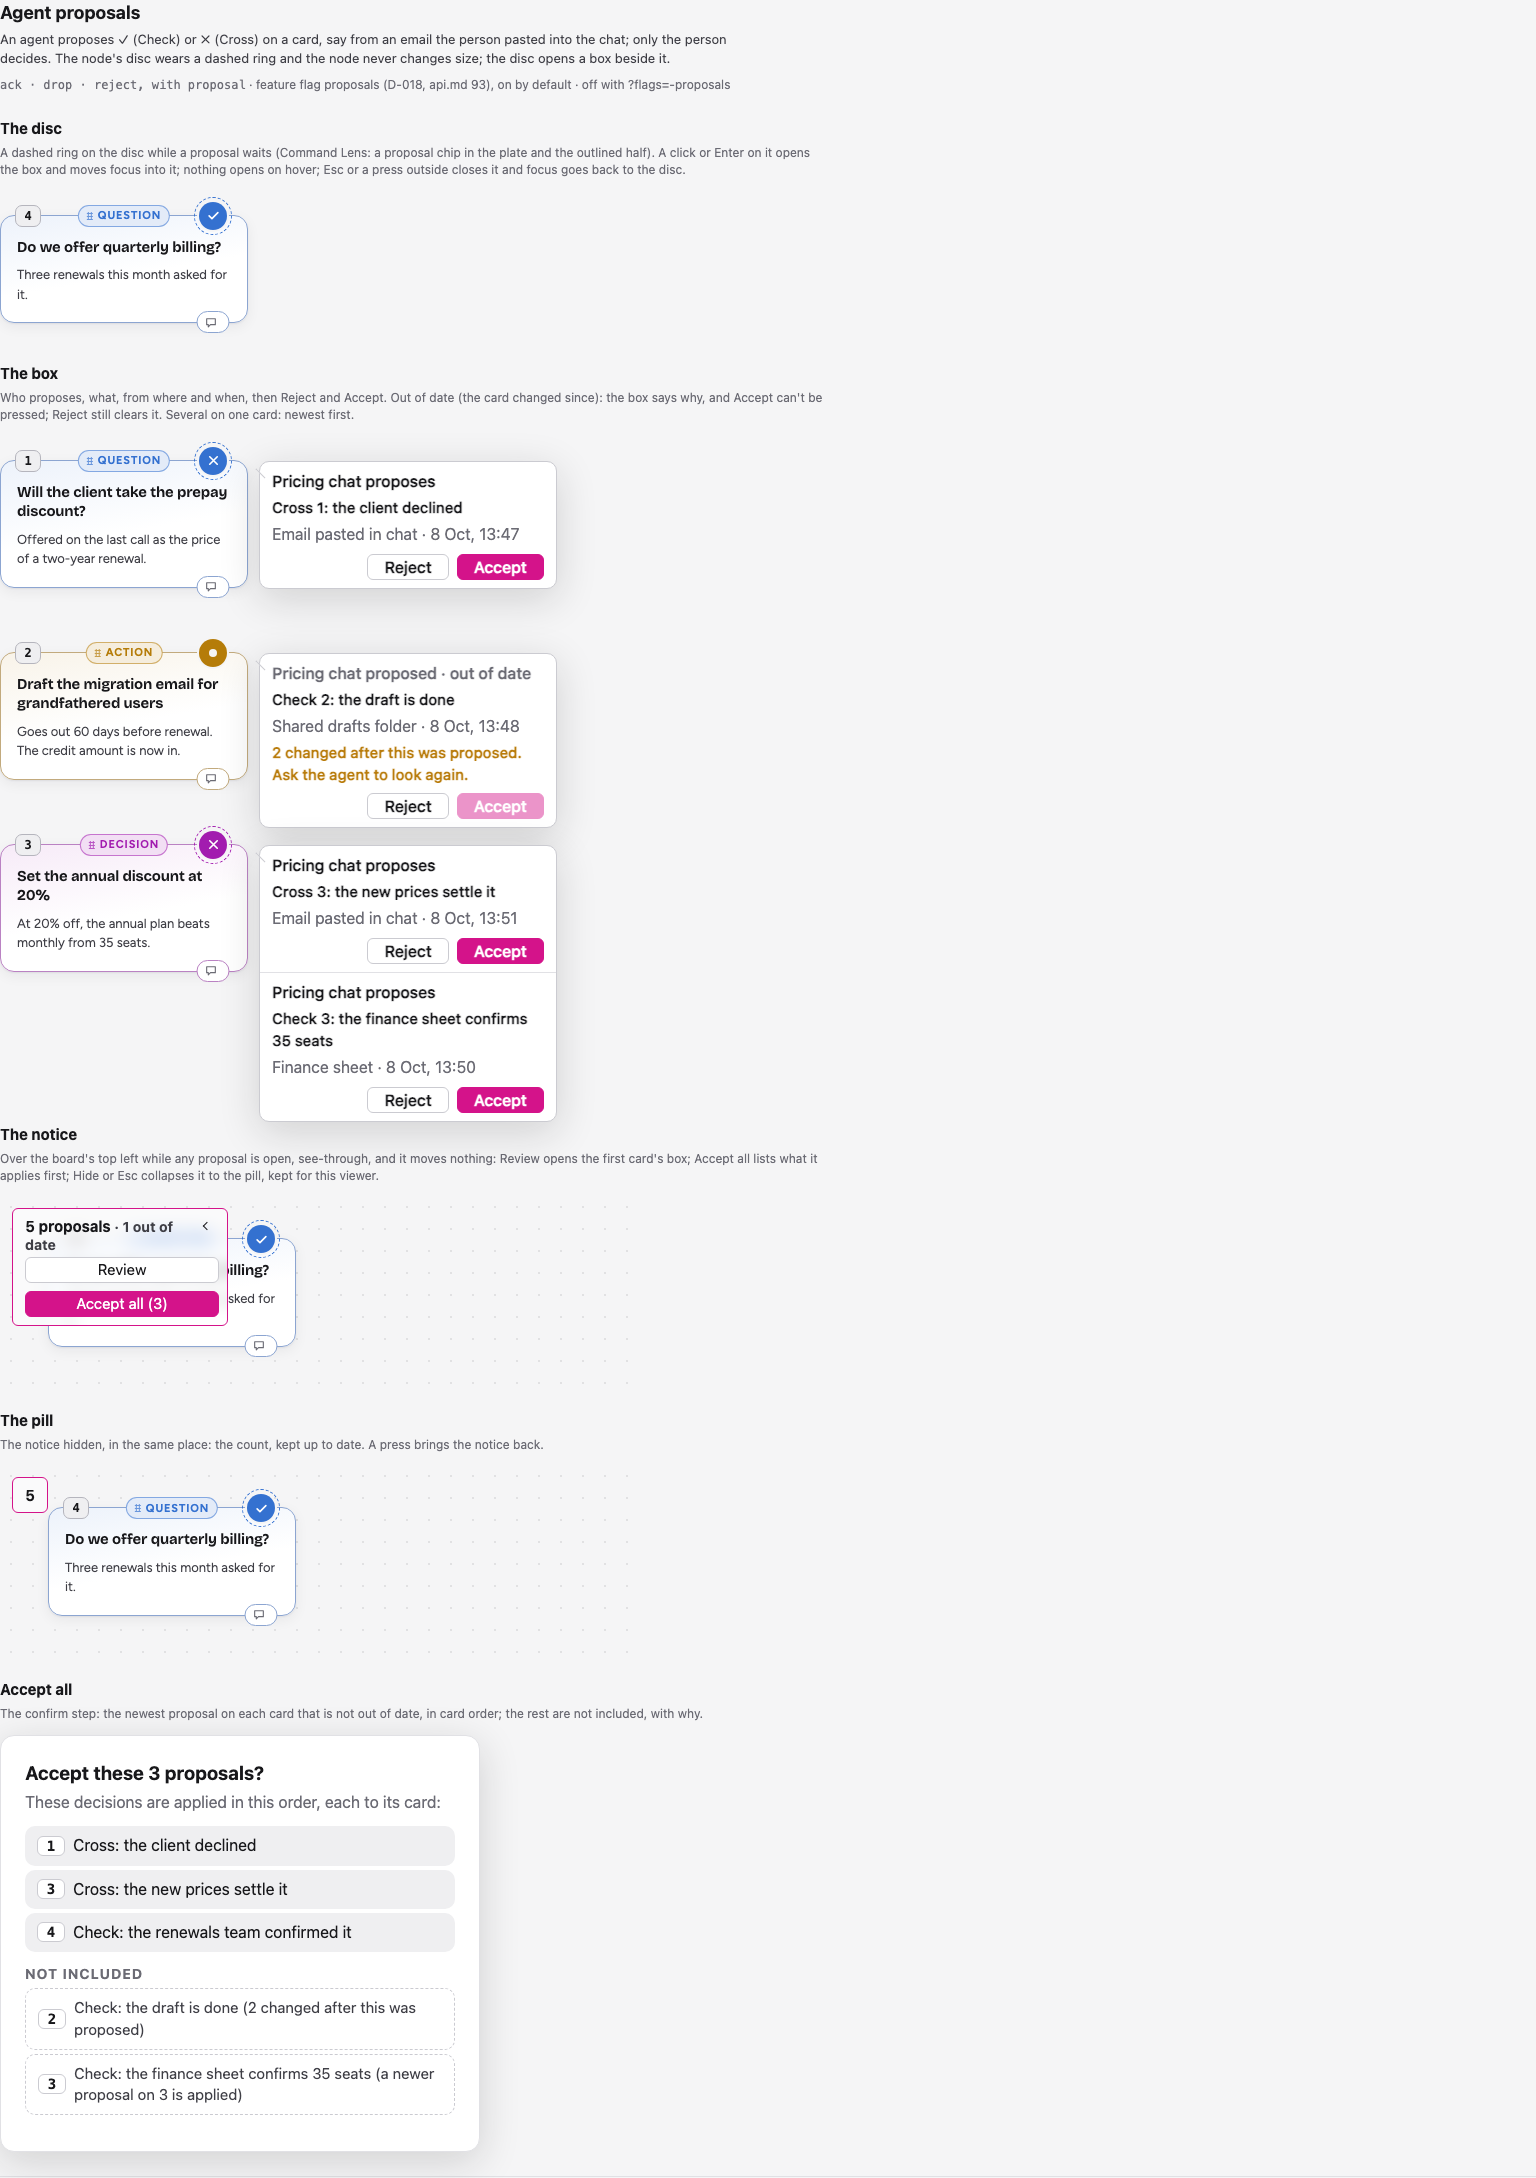 Agent proposals
An agent proposes ✓ (Check) or ✕ (Cross) on a card, say from an email the person pasted into the chat; only the person
decides. The node's disc wears a dashed ring and the node never changes size; the disc opens a box beside it.
ack · drop · reject, with proposal · feature flag proposals (D-018, api.md 93), on by default · off with ?flags=-proposals
The disc
A dashed ring on the disc while a proposal waits (Command Lens: a proposal chip in the plate and the outlined half). A click or Enter on it opens
the box and moves focus into it; nothing opens on hover; Esc or a press outside closes it and focus goes back to the disc.
4
QUESTION
Do we offer quarterly billing?
Three renewals this month asked for
it.
The box
Who proposes, what, from where and when, then Reject and Accept. Out of date (the card changed since): the box says why, and Accept can't be
pressed; Reject still clears it. Several on one card: newest first.
1
QUESTION
Will the client take the prepay
discount?
Offered on the last call as the price
of a two-year renewal.
Pricing chat proposes
Cross 1: the client declined
Email pasted in chat · 8 Oct, 13:47
Reject
Accept
2
ACTION
Draft the migration email for
grandfathered users
Goes out 60 days before renewal.
The credit amount is now in.
Pricing chat proposed · out of date
Check 2: the draft is done
Shared drafts folder · 8 Oct, 13:48
2 changed after this was proposed.
Ask the agent to look again.
Reject
Accept
3
DECISION
Set the annual discount at
20%
At 20% off, the annual plan beats
monthly from 35 seats.
Pricing chat proposes
Cross 3: the new prices settle it
Email pasted in chat · 8 Oct, 13:51
Reject
Accept
Pricing chat proposes
Check 3: the finance sheet confirms
35 seats
Finance sheet · 8 Oct, 13:50
Reject
Accept
The notice
Over the board's top left while any proposal is open, see-through, and it moves nothing: Review opens the first card's box; Accept all lists what it
applies first; Hide or Esc collapses it to the pill, kept for this viewer.
5 proposals · 1 out of
date
Review
Accept all (3)
illing?
sked for
The pill
The notice hidden, in the same place: the count, kept up to date. A press brings the notice back.
5
4
QUESTION
Do we offer quarterly billing?
Three renewals this month asked for
it.
Accept all
The confirm step: the newest proposal on each card that is not out of date, in card order; the rest are not included, with why.
Accept these 3 proposals?
These decisions are applied in this order, each to its card:
1 Cross: the client declined
3 Cross: the new prices settle it
4 Check: the renewals team confirmed it
NOT INCLUDED
2 Check: the draft is done (2 changed after this was
proposed)
3 Check: the finance sheet confirms 35 seats (a newer
proposal on 3 is applied)